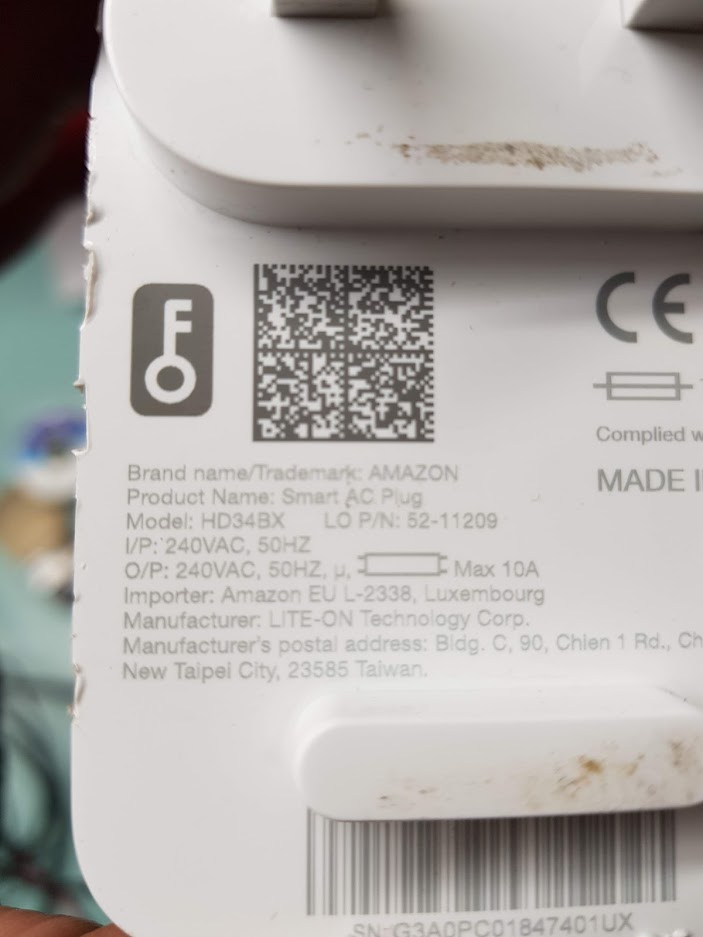 CE
Complied w
MADE I
Brand name/Trademark: AMAZON
Product Name: Smart AC Plug
Model: HD34BX LO P/N: 52-11209
I/P: 240VAC, 50HZ
O/P: 240VAC, 50HZ, µ, Max 10A
Importer: Amazon EU L-2338, Luxembourg
Manufacturer: LITE-ON Technology Corp.
Manufacturer's postal address: Bldg. C, 90, Chien 1 Rd., Ch
New Taipei City, 23585 Taiwan.
SN: G3A0PC01847401UX